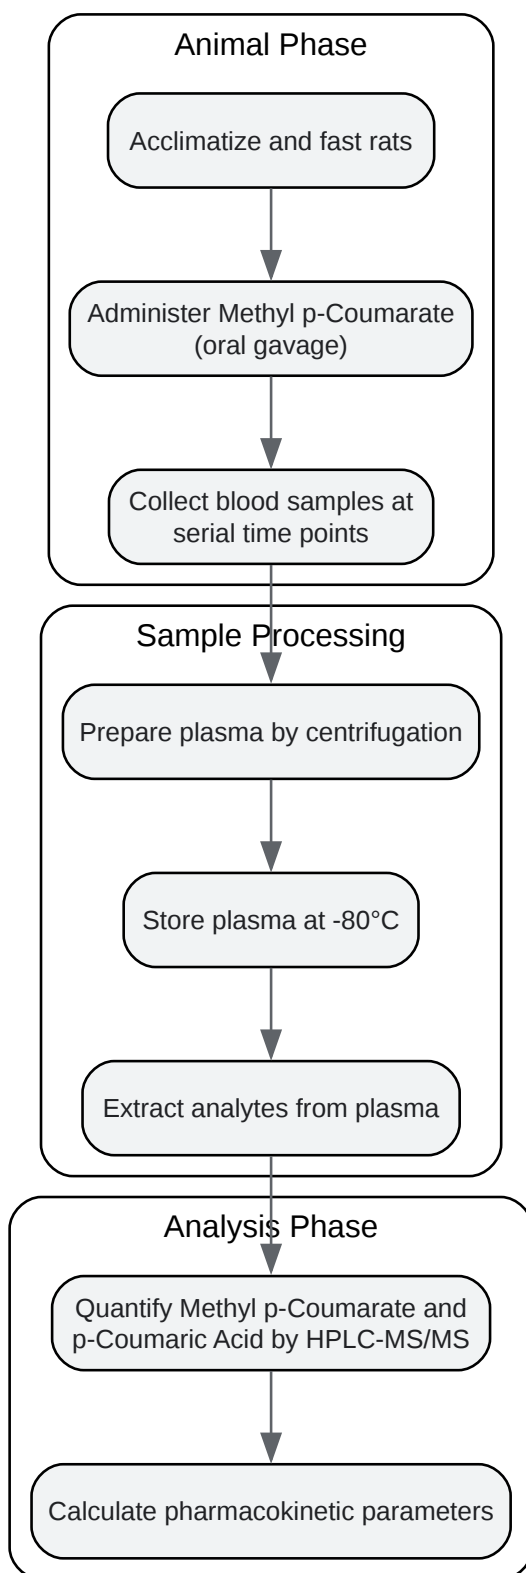 Animal Phase
Acclimatize and fast rats
Administer Methyl p-Coumarate
(oral gavage)
Collect blood samples at
serial time points
Sample Processing
Prepare plasma by centrifugation
Store plasma at -80°C
Extract analytes from plasma
Analysis Phase
Quantify Methyl p-Coumarate and
p-Coumaric Acid by HPLC-MS/MS
Calculate pharmacokinetic parameters